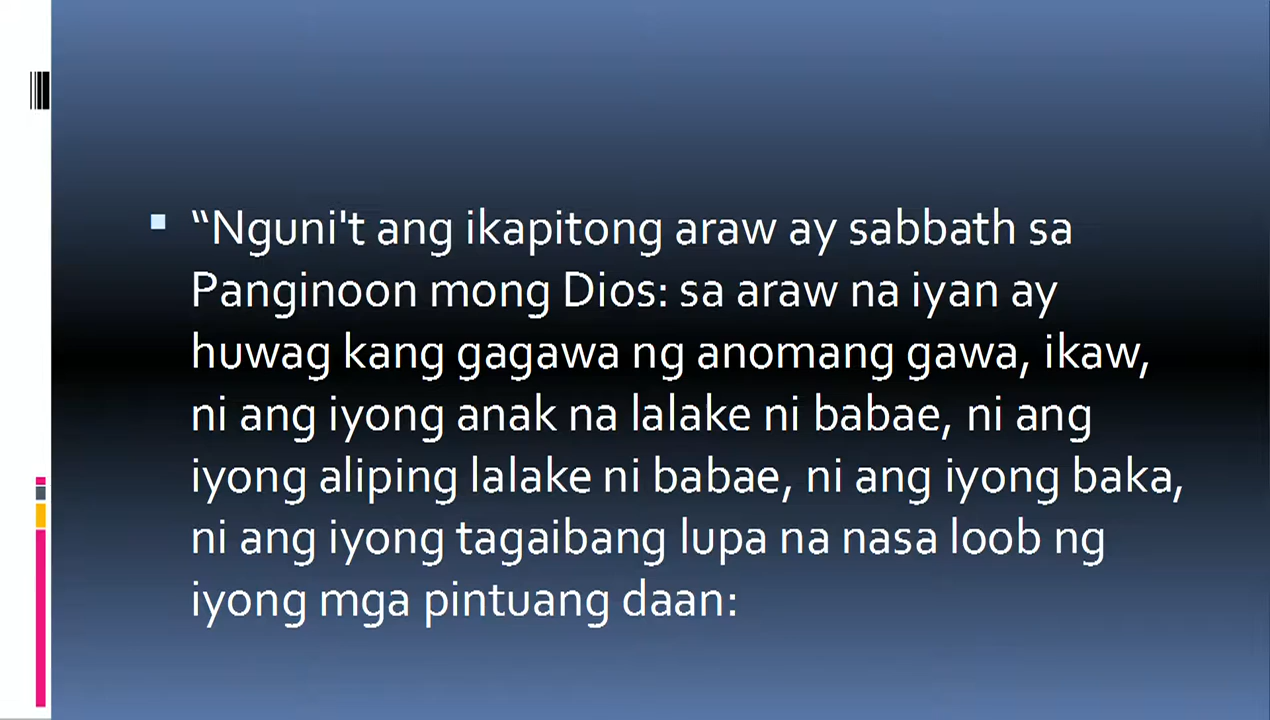 “Nguni't ang ikapitong araw ay sabbath sa
Panginoon mong Dios: sa araw na iyan ay
huwag kang gagawa ng anomang gawa, ikaw,
ni ang iyong anak na lalake ni babae, ni ang
iyong aliping lalake ni babae, ni ang iyong baka,
ni ang iyong tagaibang lupa na nasa loob ng
iyong mga pintuang daan: